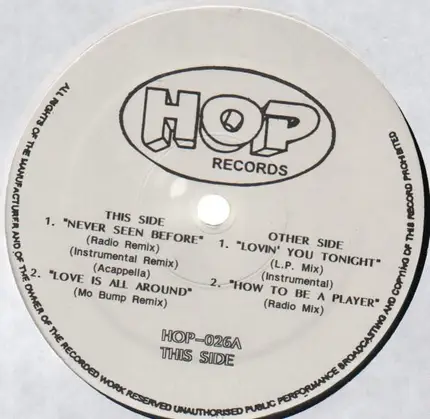 HOP
RECORDS
THIS SIDE
1. "NEVER SEEN BEFORE"
(Radio Remix)
(Instrumental Remix)
(Acappella)
2. "LOVE IS ALL AROUND"
(Mo Bump Remix)
OTHER SIDE
1. "LOVIN' YOU TONIGHT"
(L.P. Mix)
(Instrumental)
2. "HOW TO BE A PLAYER"
(Radio Mix)
HOP-026A
THIS SIDE
ALL RIGHTS OF THE MANUFACTURER AND OF THE OWNER OF THE RECORDED WORK RESERVED UNAUTHORISED PUBLIC PERFORMANCE BROADCASTING AND COPYING OF THIS RECORD PROHIBITED